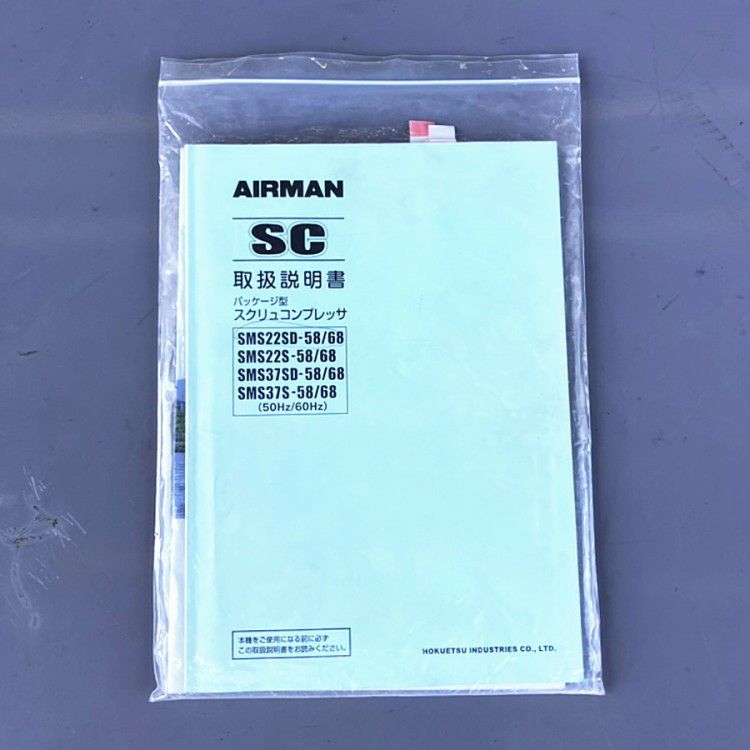 AIRMAN
SC
取扱説明書
パッケージ型
スクリュコンプレッサ
SMS22SD-58/68
SMS22S-58/68
SMS37SD-58/68
SMS37S-58/68
(50Hz/60Hz)
本機をご使用になる前に必ず
この取扱説明書をお読みください。
HOKUETSU INDUSTRIES CO., LTD.